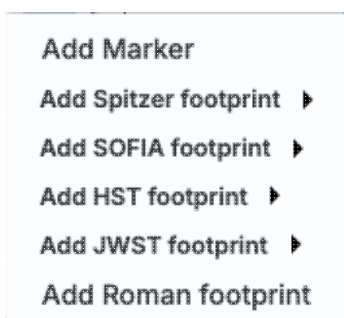 Add Marker
Add Spitzer footprint
Add SOFIA footprint
Add HST footprint
Add JWST footprint
Add Roman footprint